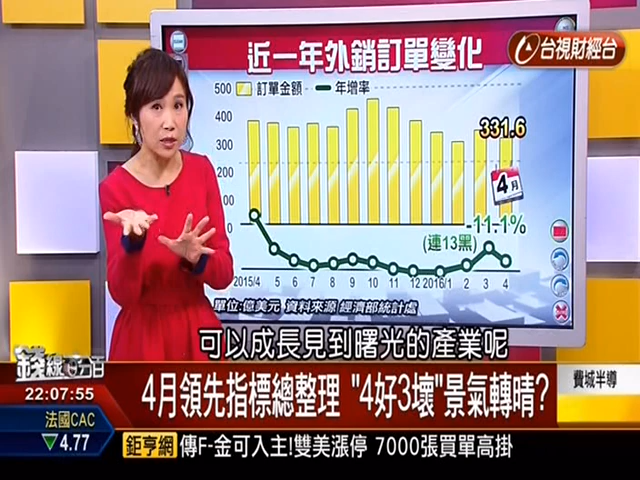 近一年外銷訂單變化
台視財經台
500
訂單金額
年增率
400
300
200
100
0
331.6
4月
-11.1%
(連13黑)
2015/4 5 6 7 8 9 10 11 12 2016/1 2 3 4
單位:億美元 資料來源 經濟部統計處
可以成長見到曙光的產業呢
錢線百分百
22:07:55
4月領先指標總整理 "4好3壞"景氣轉晴?
費城半導
法國CAC
▼4.77
鉅亨網 傳F-金可入主!雙美漲停 7000張買單高掛